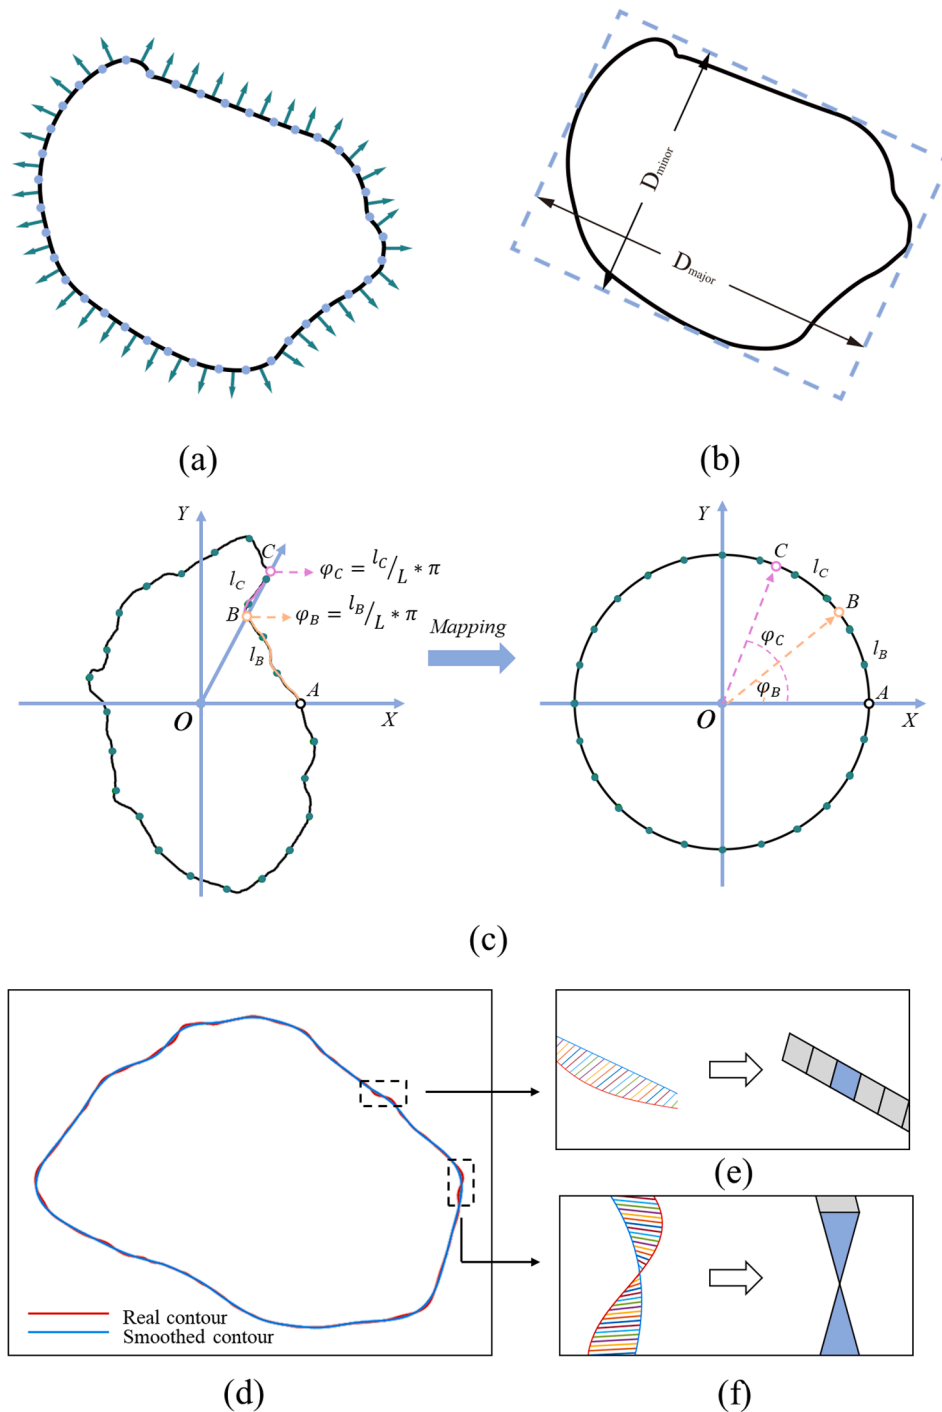 D_minor
D_major
(a)
(b)
Y
C
φ_C = l_C/L * π
l_C
B
φ_B = l_B/L * π
l_B
A
O
X
Mapping
Y
C
l_C
B
φ_C
l_B
φ_B
A
O
X
(c)
Real contour
Smoothed contour
(d)
(e)
(f)